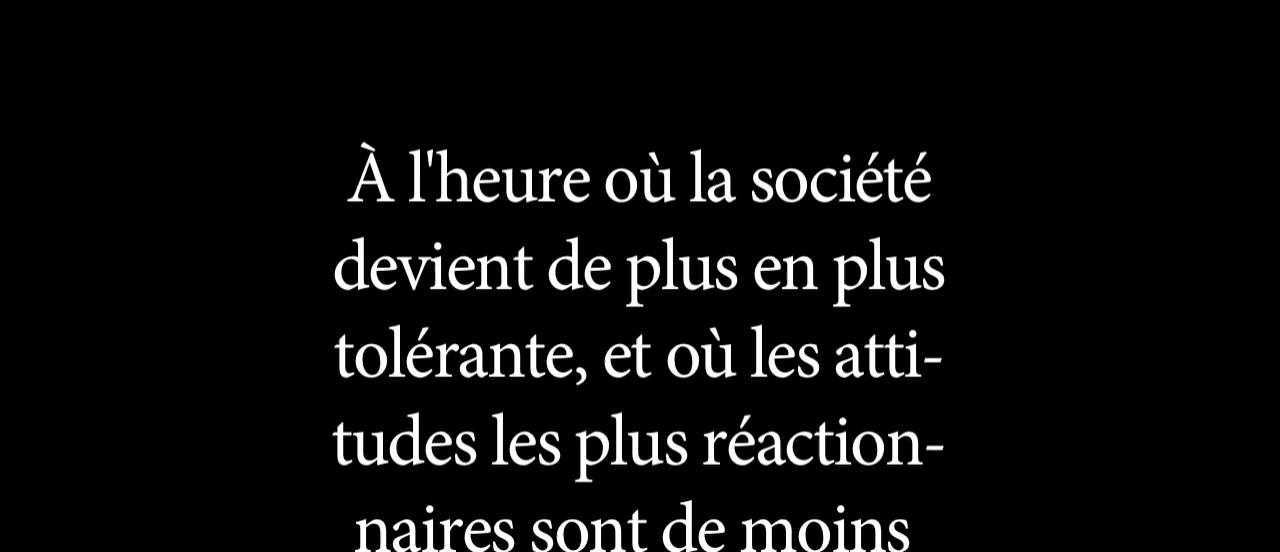 À l'heure où la société
devient de plus en plus
tolérante, et où les atti-
tudes les plus réaction-
naires sont de moins